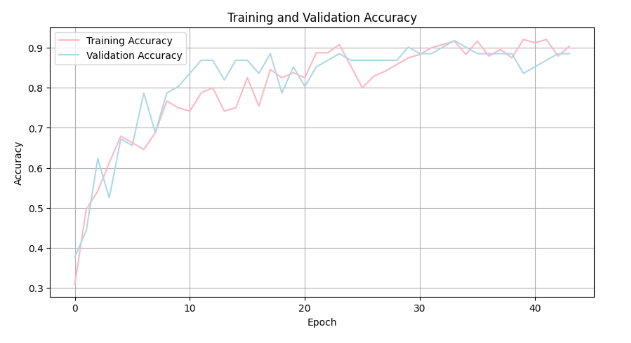 Training and Validation Accuracy
Training Accuracy
Validation Accuracy
Accuracy
0.9
0.8
0.7
0.6
0.5
0.4
0.3
0 10 20 30 40
Epoch